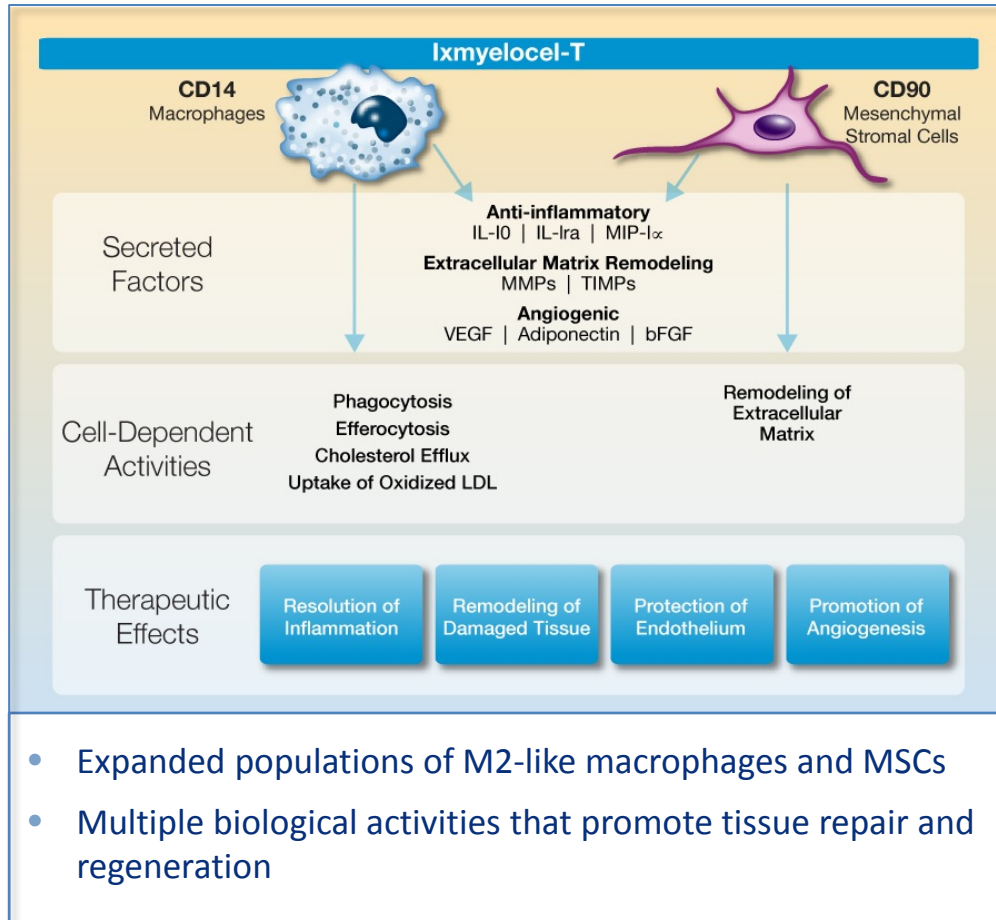 Ixmyelocel-T
CD14
Macrophages
CD90
Mesenchymal
Stromal Cells
Secreted
Factors
Anti-inflammatory
IL-I0 | IL-Ira | MIP-I∝
Extracellular Matrix Remodeling
MMPs | TIMPs
Angiogenic
VEGF | Adiponectin | bFGF
Cell-Dependent
Activities
Phagocytosis
Efferocytosis
Cholesterol Efflux
Uptake of Oxidized LDL
Remodeling of
Extracellular
Matrix
Therapeutic
Effects
Resolution of
Inflammation
Remodeling of
Damaged Tissue
Protection of
Endothelium
Promotion of
Angiogenesis
• Expanded populations of M2-like macrophages and MSCs
• Multiple biological activities that promote tissue repair and
regeneration